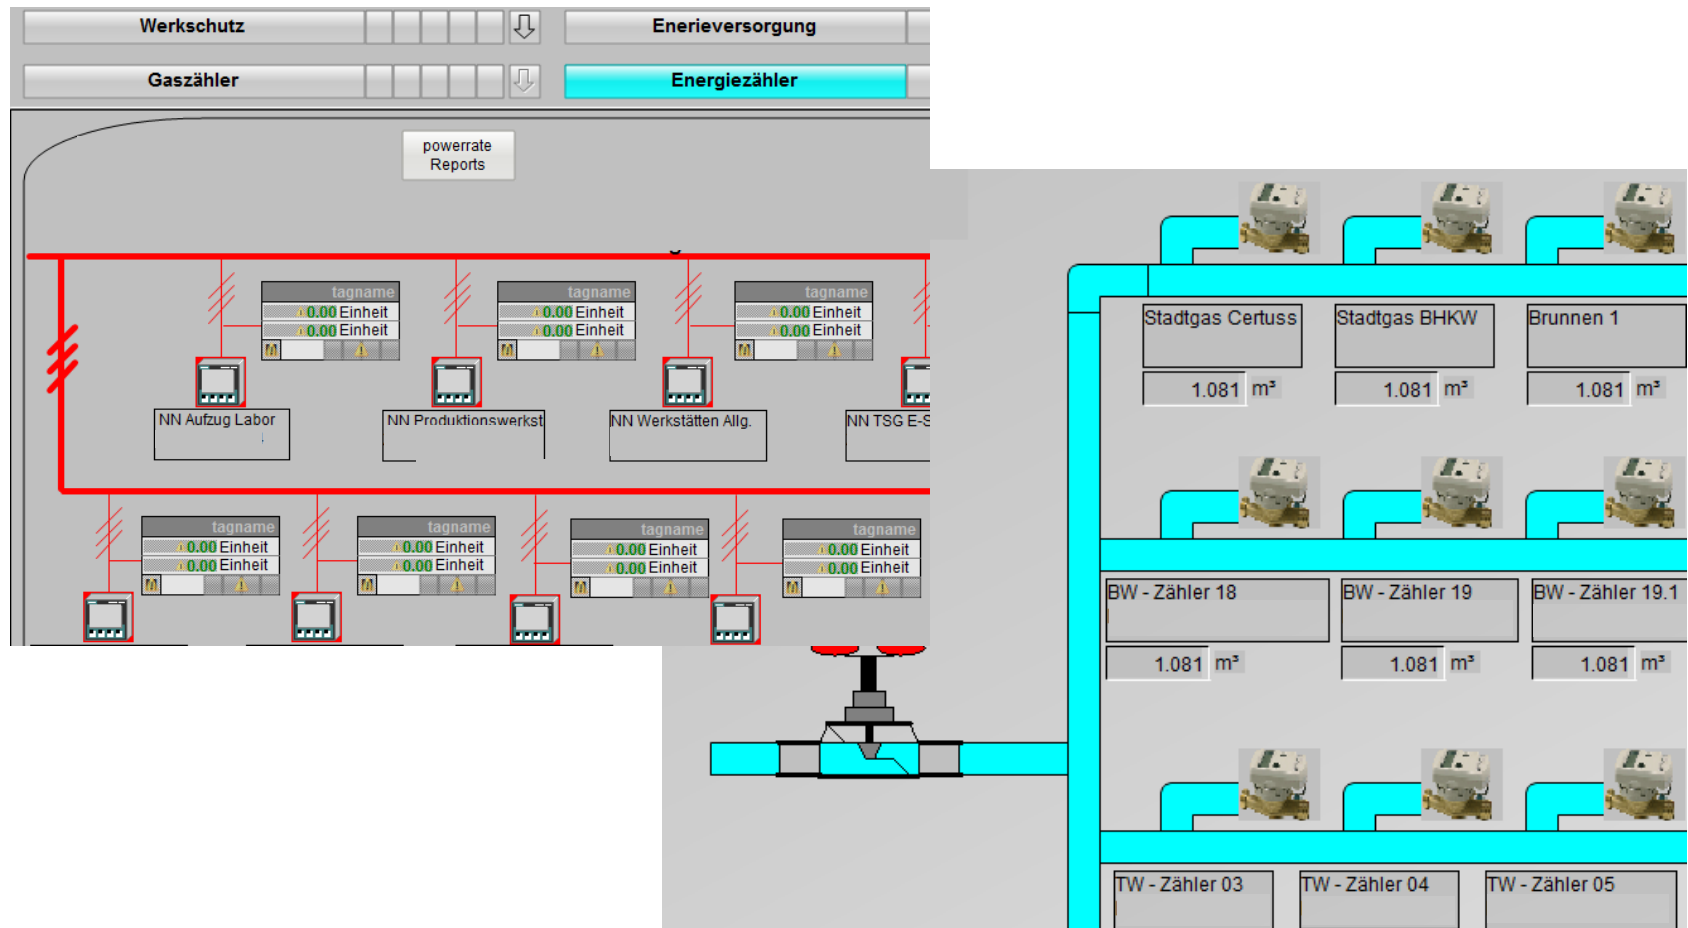 Werkschutz
Enerieversorgung
Gaszähler
Energiezähler
powerrate
Reports
tagname
0.00 Einheit
0.00 Einheit
tagname
0.00 Einheit
0.00 Einheit
tagname
0.00 Einheit
0.00 Einheit
NN Aufzug Labor
NN Produktionswerkst
NN Werkstätten Allg.
NN TSG E-S
tagname
0.00 Einheit
0.00 Einheit
tagname
0.00 Einheit
0.00 Einheit
tagname
0.00 Einheit
0.00 Einheit
tagname
0.00 Einheit
0.00 Einheit
Stadtgas Certuss
Stadtgas BHKW
Brunnen 1
1.081 m³
1.081 m³
1.081 m³
BW - Zähler 18
BW - Zähler 19
BW - Zähler 19.1
1.081 m³
1.081 m³
1.081 m³
TW - Zähler 03
TW - Zähler 04
TW - Zähler 05